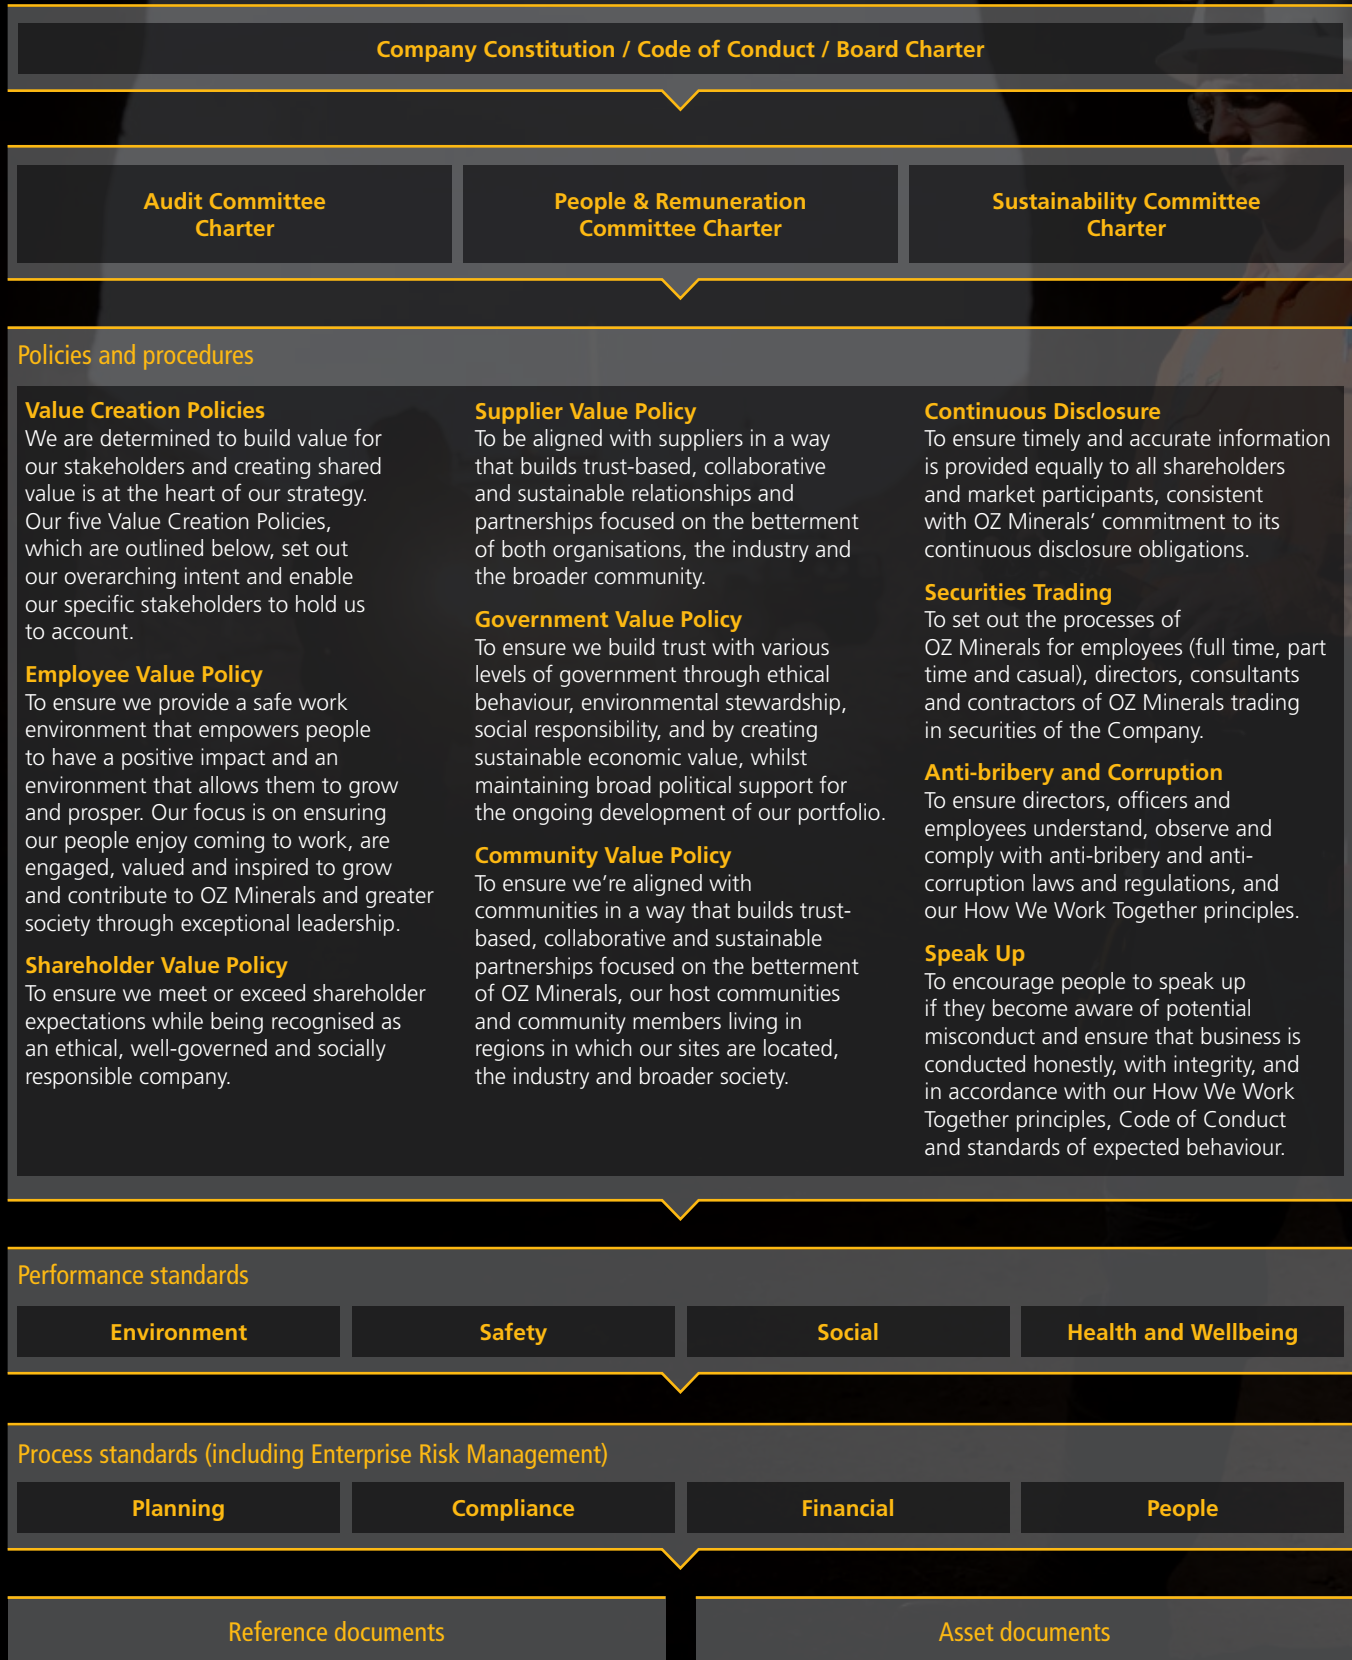 Company Constitution / Code of Conduct / Board Charter
Audit Committee
Charter
People & Remuneration
Committee Charter
Sustainability Committee
Charter
Policies and procedures
Value Creation Policies
We are determined to build value for
our stakeholders and creating shared
value is at the heart of our strategy.
Our five Value Creation Policies,
which are outlined below, set out
our overarching intent and enable
our specific stakeholders to hold us
to account.
Employee Value Policy
To ensure we provide a safe work
environment that empowers people
to have a positive impact and an
environment that allows them to grow
and prosper. Our focus is on ensuring
our people enjoy coming to work, are
engaged, valued and inspired to grow
and contribute to OZ Minerals and greater
society through exceptional leadership.
Shareholder Value Policy
To ensure we meet or exceed shareholder
expectations while being recognised as
an ethical, well-governed and socially
responsible company.
Supplier Value Policy
To be aligned with suppliers in a way
that builds trust-based, collaborative
and sustainable relationships and
partnerships focused on the betterment
of both organisations, the industry and
the broader community.
Government Value Policy
To ensure we build trust with various
levels of government through ethical
behaviour, environmental stewardship,
social responsibility, and by creating
sustainable economic value, whilst
maintaining broad political support for
the ongoing development of our portfolio.
Community Value Policy
To ensure we're aligned with
communities in a way that builds trust-
based, collaborative and sustainable
partnerships focused on the betterment
of OZ Minerals, our host communities
and community members living in
regions in which our sites are located,
the industry and broader society.
Continuous Disclosure
To ensure timely and accurate information
is provided equally to all shareholders
and market participants, consistent
with OZ Minerals' commitment to its
continuous disclosure obligations.
Securities Trading
To set out the processes of
OZ Minerals for employees (full time, part
time and casual), directors, consultants
and contractors of OZ Minerals trading
in securities of the Company.
Anti-bribery and Corruption
To ensure directors, officers and
employees understand, observe and
comply with anti-bribery and anti-
corruption laws and regulations, and
our How We Work Together principles.
Speak Up
To encourage people to speak up
if they become aware of potential
misconduct and ensure that business is
conducted honestly, with integrity, and
in accordance with our How We Work
Together principles, Code of Conduct
and standards of expected behaviour.
Performance standards
Environment
Safety
Social
Health and Wellbeing
Process standards (including Enterprise Risk Management)
Planning
Compliance
Financial
People
Reference documents
Asset documents